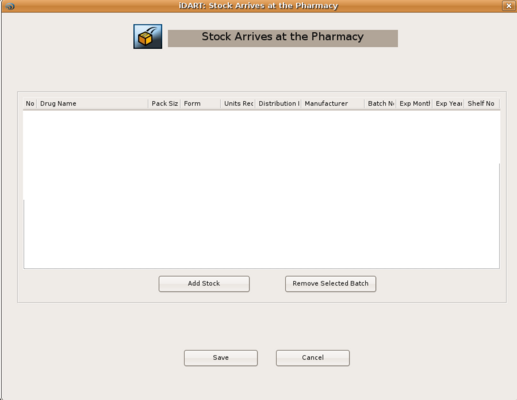 iDART: Stock Arrives at the Pharmacy
Stock Arrives at the Pharmacy
No Drug Name Pack Siz Form Units Rec Distribution I Manufacturer Batch N Exp Month Exp Year Shelf No
Add Stock Remove Selected Batch
Save Cancel